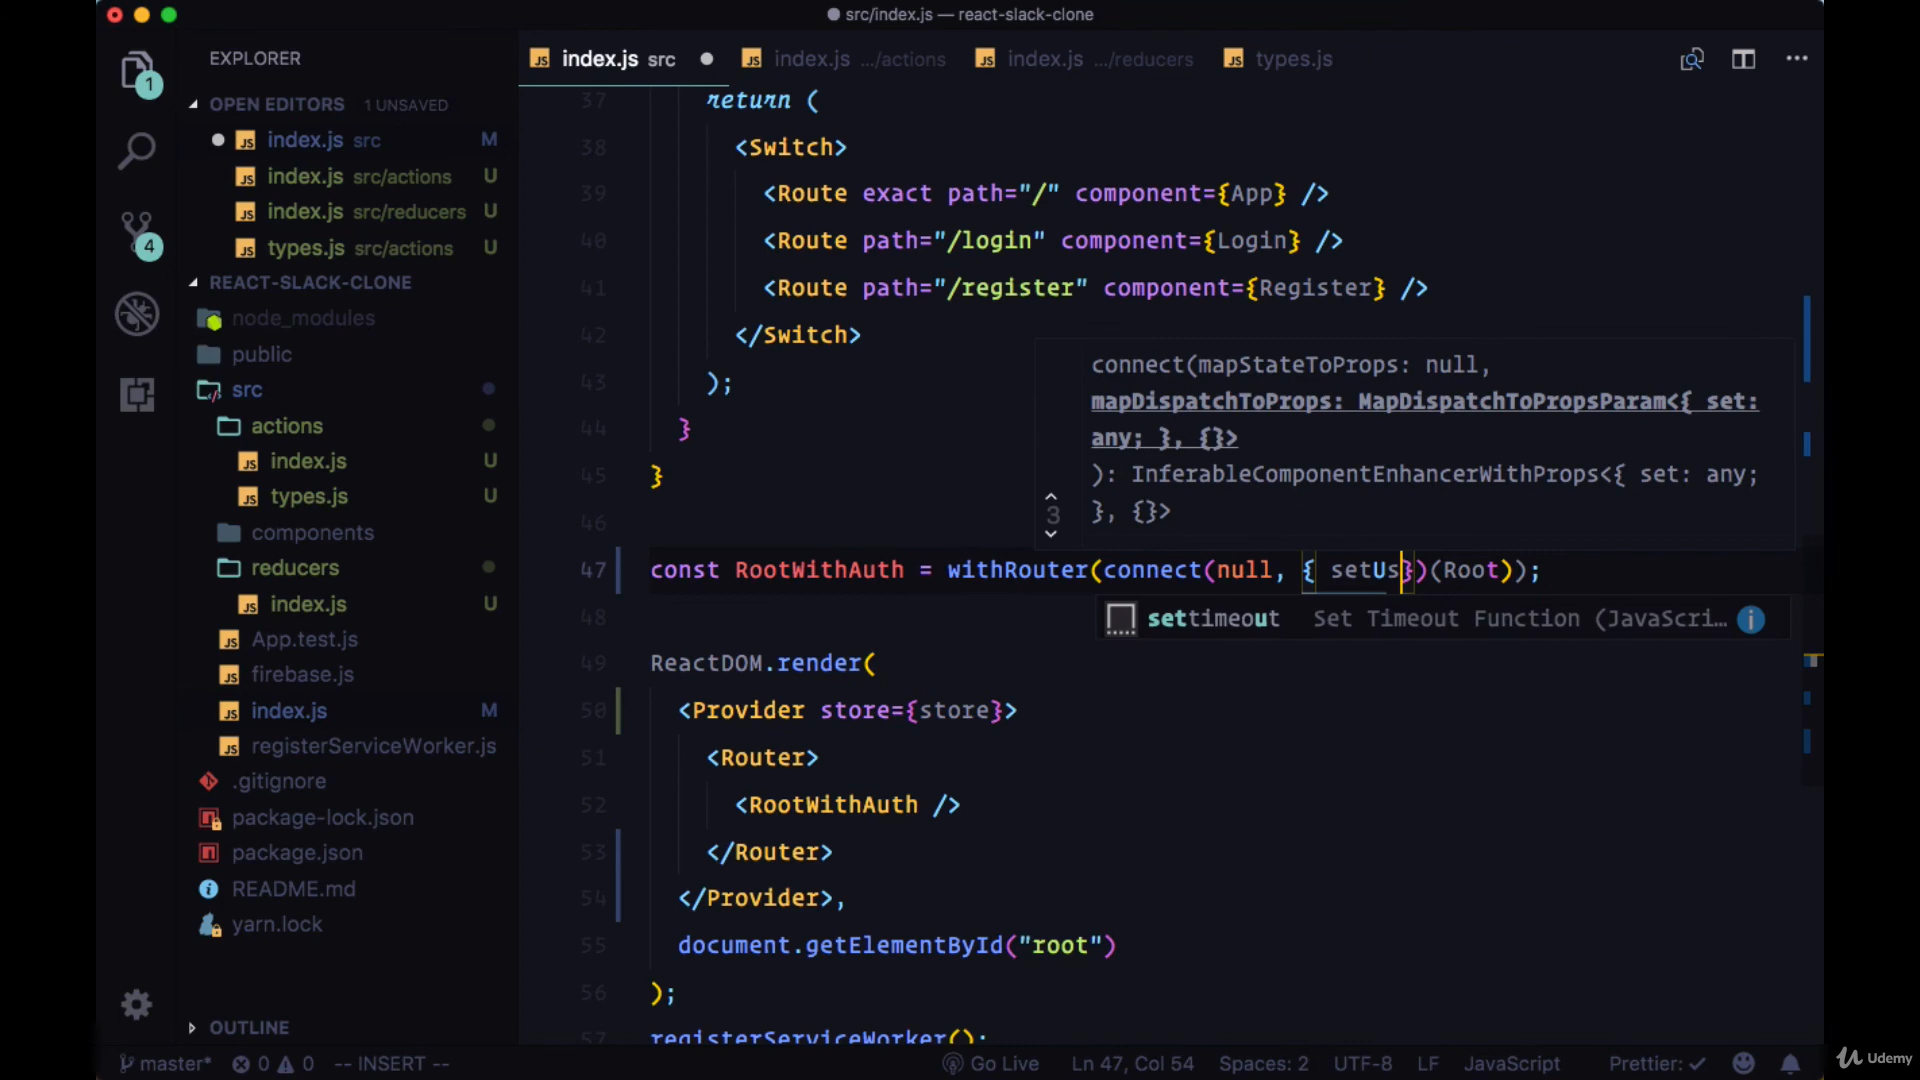 src/index.js — react-slack-clone
EXPLORER
OPEN EDITORS 1 UNSAVED
index.js src M
index.js src/actions U
index.js src/reducers U
types.js src/actions U
REACT-SLACK-CLONE
node_modules
public
src
actions
index.js U
types.js U
components
reducers
index.js U
App.test.js
firebase.js
index.js M
registerServiceWorker.js
.gitignore
package-lock.json
package.json
README.md
yarn.lock
OUTLINE
1
4
index.js src
index.js .../actions
index.js .../reducers
types.js
37 return (
38 <Switch>
39 <Route exact path="/" component={App} />
40 <Route path="/login" component={Login} />
41 <Route path="/register" component={Register} />
42 </Switch>
43 );
44 }
45 }
46
connect(mapStateToProps: null,
mapDispatchToProps: MapDispatchToPropsParam<{ set:
any; }, {}>
): InferableComponentEnhancerWithProps<{ set: any;
}, {}>
3
47 const RootWithAuth = withRouter(connect(null, { setUs})(Root));
settimeout Set Timeout Function (JavaScri…
48
49 ReactDOM.render(
50 <Provider store={store}>
51 <Router>
52 <RootWithAuth />
53 </Router>
54 </Provider>,
55 document.getElementById("root")
56 );
57 registerServiceWorker();
master* 0 0 -- INSERT -- Go Live Ln 47, Col 54 Spaces: 2 UTF-8 LF JavaScript Prettier: ✓
Udemy